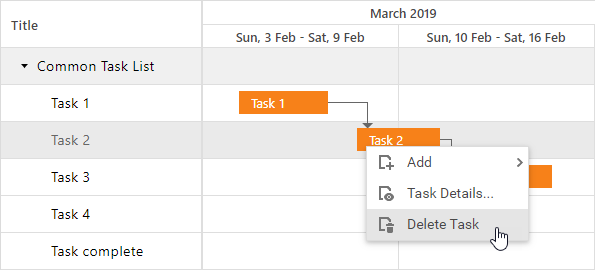 Title
March 2019
Sun, 3 Feb - Sat, 9 Feb
Sun, 10 Feb - Sat, 16 Feb
Common Task List
Task 1
Task 1
Task 2
Task 2
Add
Task 3
Task Details...
Task 4
Delete Task
Task complete